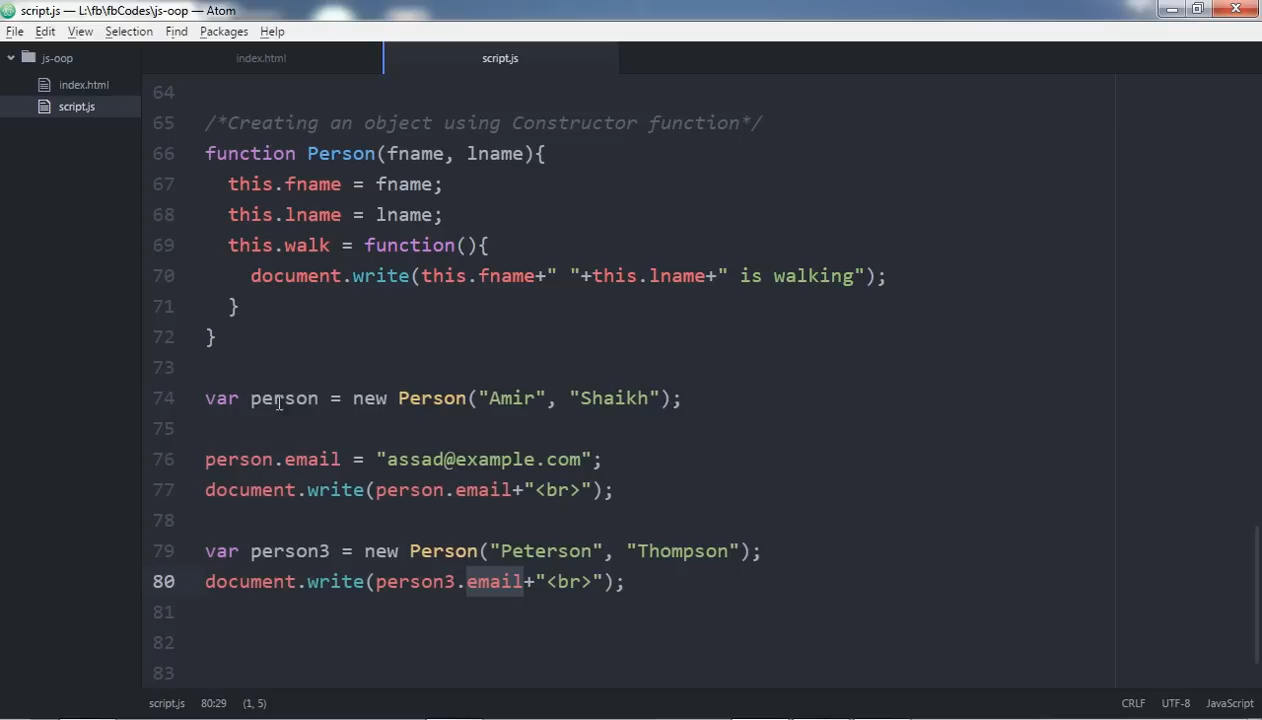 script.js — L:\fb\fbCodes\js-oop — Atom
File Edit View Selection Find Packages Help
js-oop
index.html
script.js
index.html
script.js
64
65 /*Creating an object using Constructor function*/
66 function Person(fname, lname){
67 this.fname = fname;
68 this.lname = lname;
69 this.walk = function(){
70 document.write(this.fname+" "+this.lname+" is walking");
71 }
72 }
73
74 var person = new Person("Amir", "Shaikh");
75
76 person.email = "assad@example.com";
77 document.write(person.email+"<br>");
78
79 var person3 = new Person("Peterson", "Thompson");
80 document.write(person3.email+"<br>");
81
82
83
script.js 80:29 (1, 5) CRLF UTF-8 JavaScript